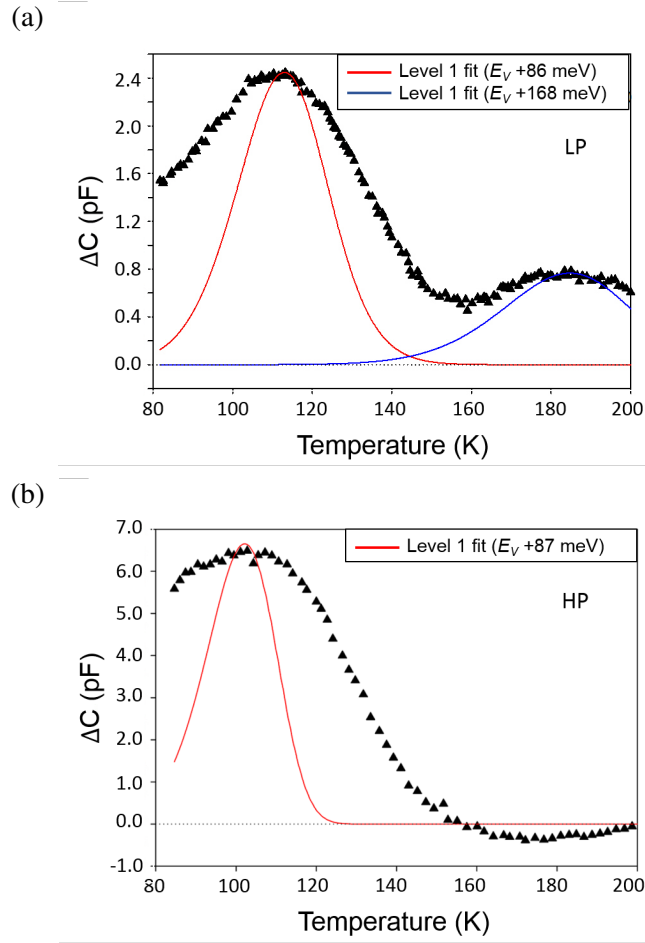 (a)
Level 1 fit (E_V +86 meV)
Level 1 fit (E_V +168 meV)
LP
2.4
2.0
1.6
1.2
0.8
0.4
0.0
ΔC (pF)
80 100 120 140 160 180 200
Temperature (K)
(b)
Level 1 fit (E_V +87 meV)
HP
7.0
6.0
5.0
4.0
3.0
2.0
1.0
0.0
-1.0
ΔC (pF)
80 100 120 140 160 180 200
Temperature (K)